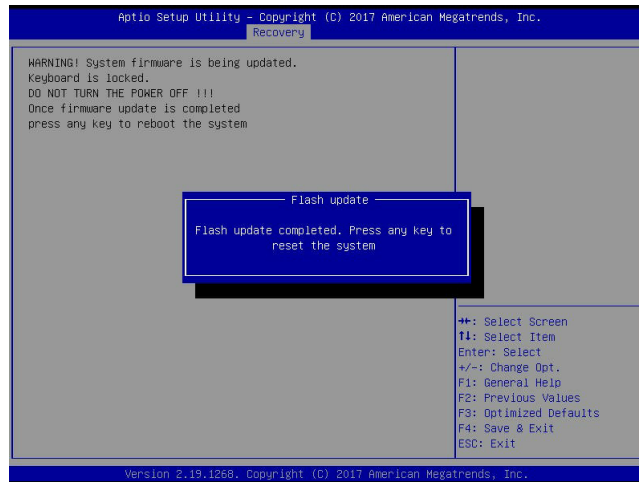 Aptio Setup Utility – Copyright (C) 2017 American Megatrends, Inc.
Recovery
WARNING! System firmware is being updated.
Keyboard is locked.
DO NOT TURN THE POWER OFF !!!
Once firmware update is completed
press any key to reboot the system
Flash update
Flash update completed. Press any key to
reset the system
→←: Select Screen
↑↓: Select Item
Enter: Select
+/-: Change Opt.
F1: General Help
F2: Previous Values
F3: Optimized Defaults
F4: Save & Exit
ESC: Exit
Version 2.19.1268. Copyright (C) 2017 American Megatrends, Inc.